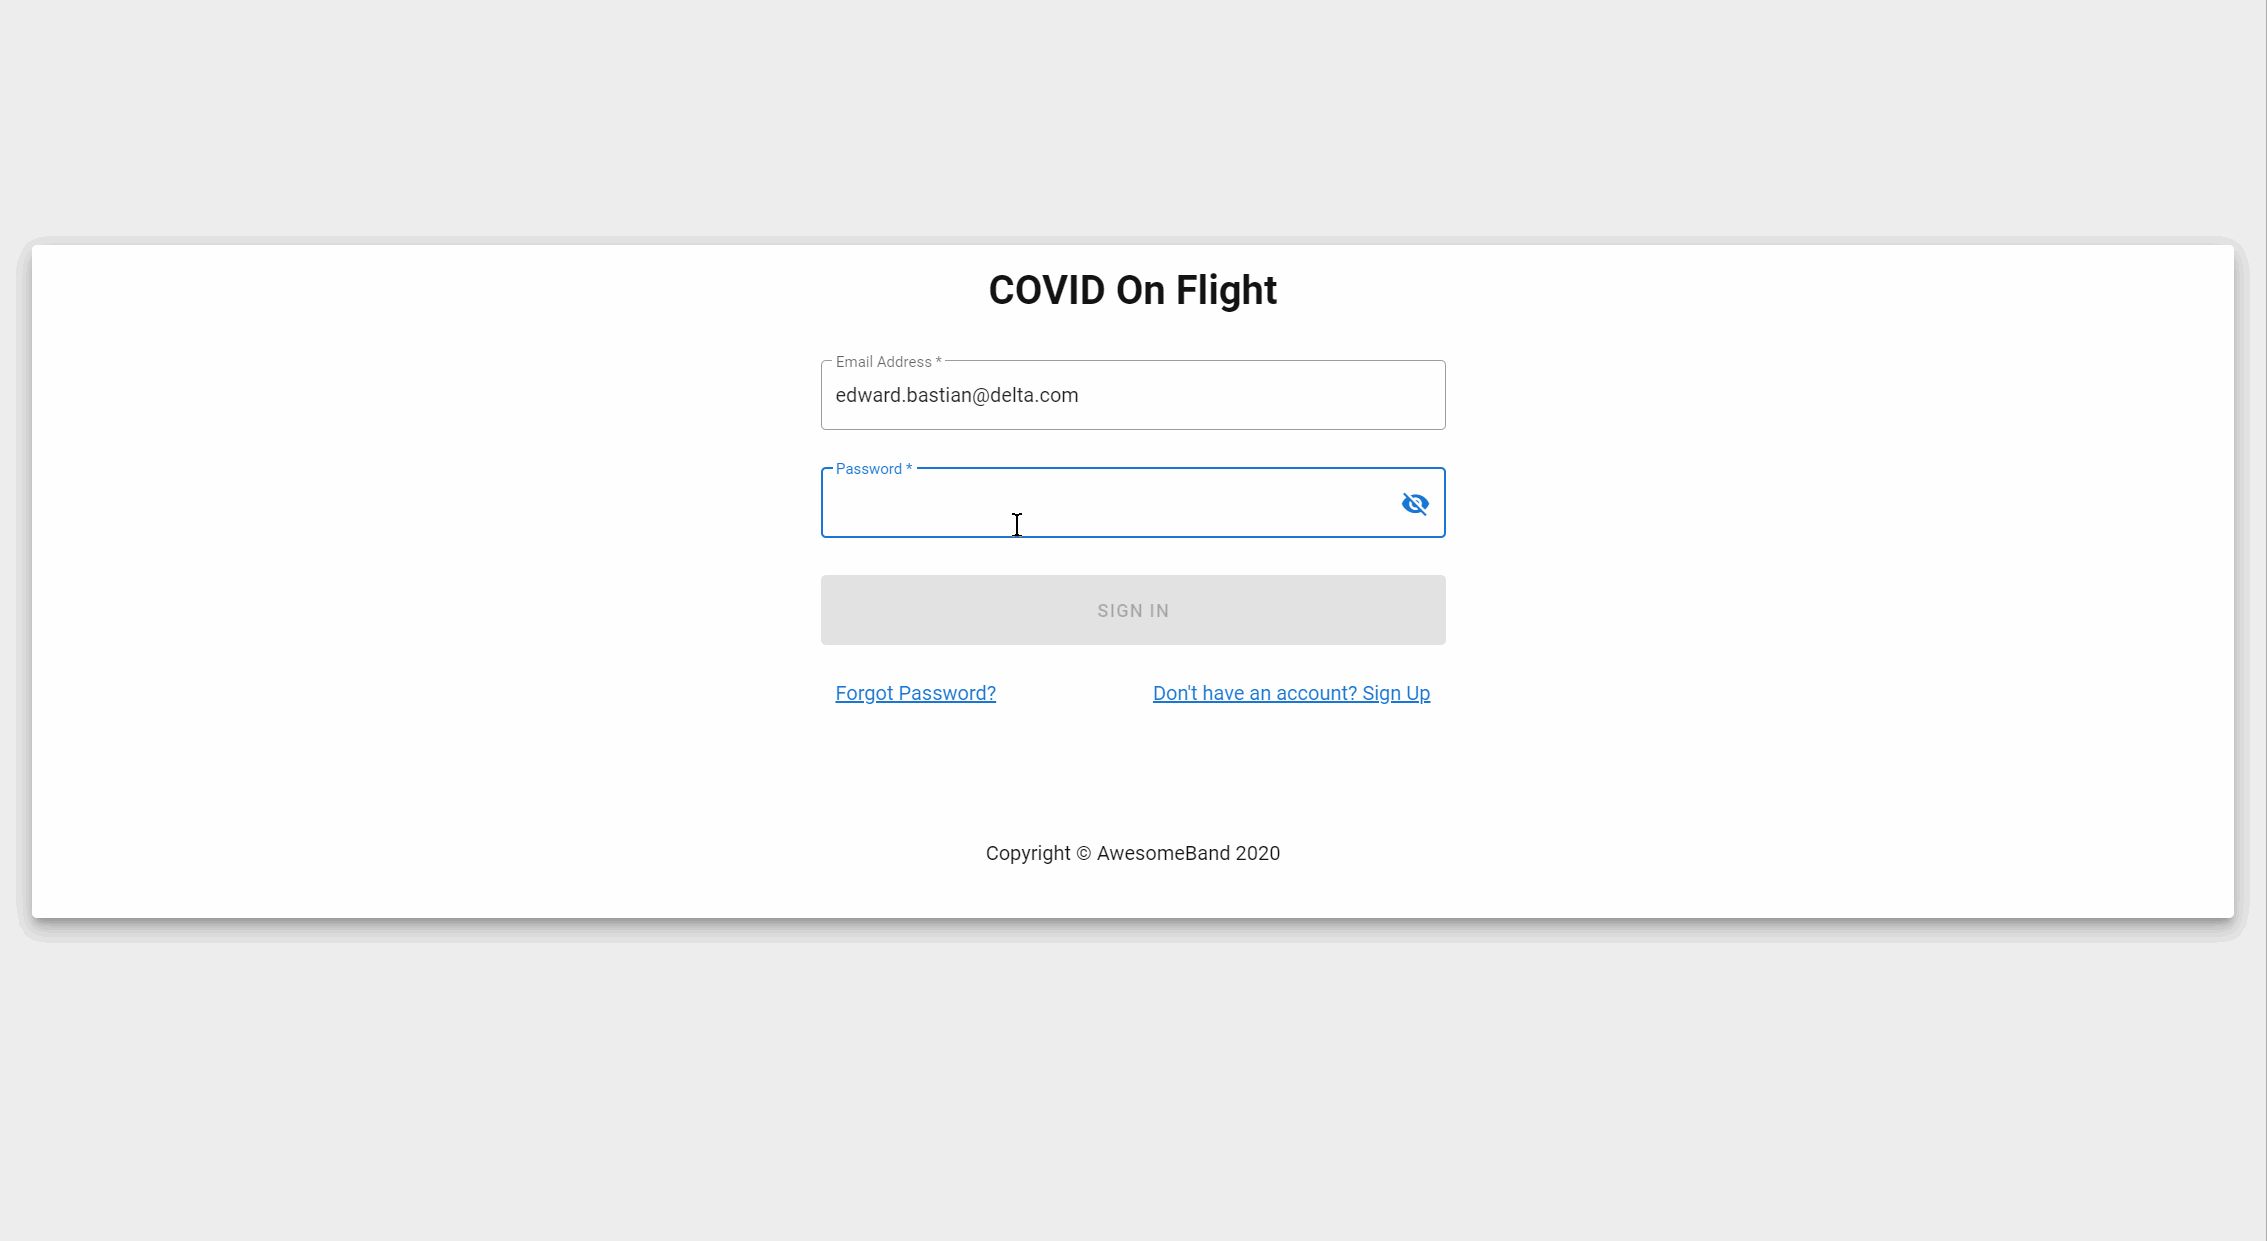 COVID On Flight
Email Address *
edward.bastian@delta.com
Password *
SIGN IN
Forgot Password? Don't have an account? Sign Up
Copyright © AwesomeBand 2020